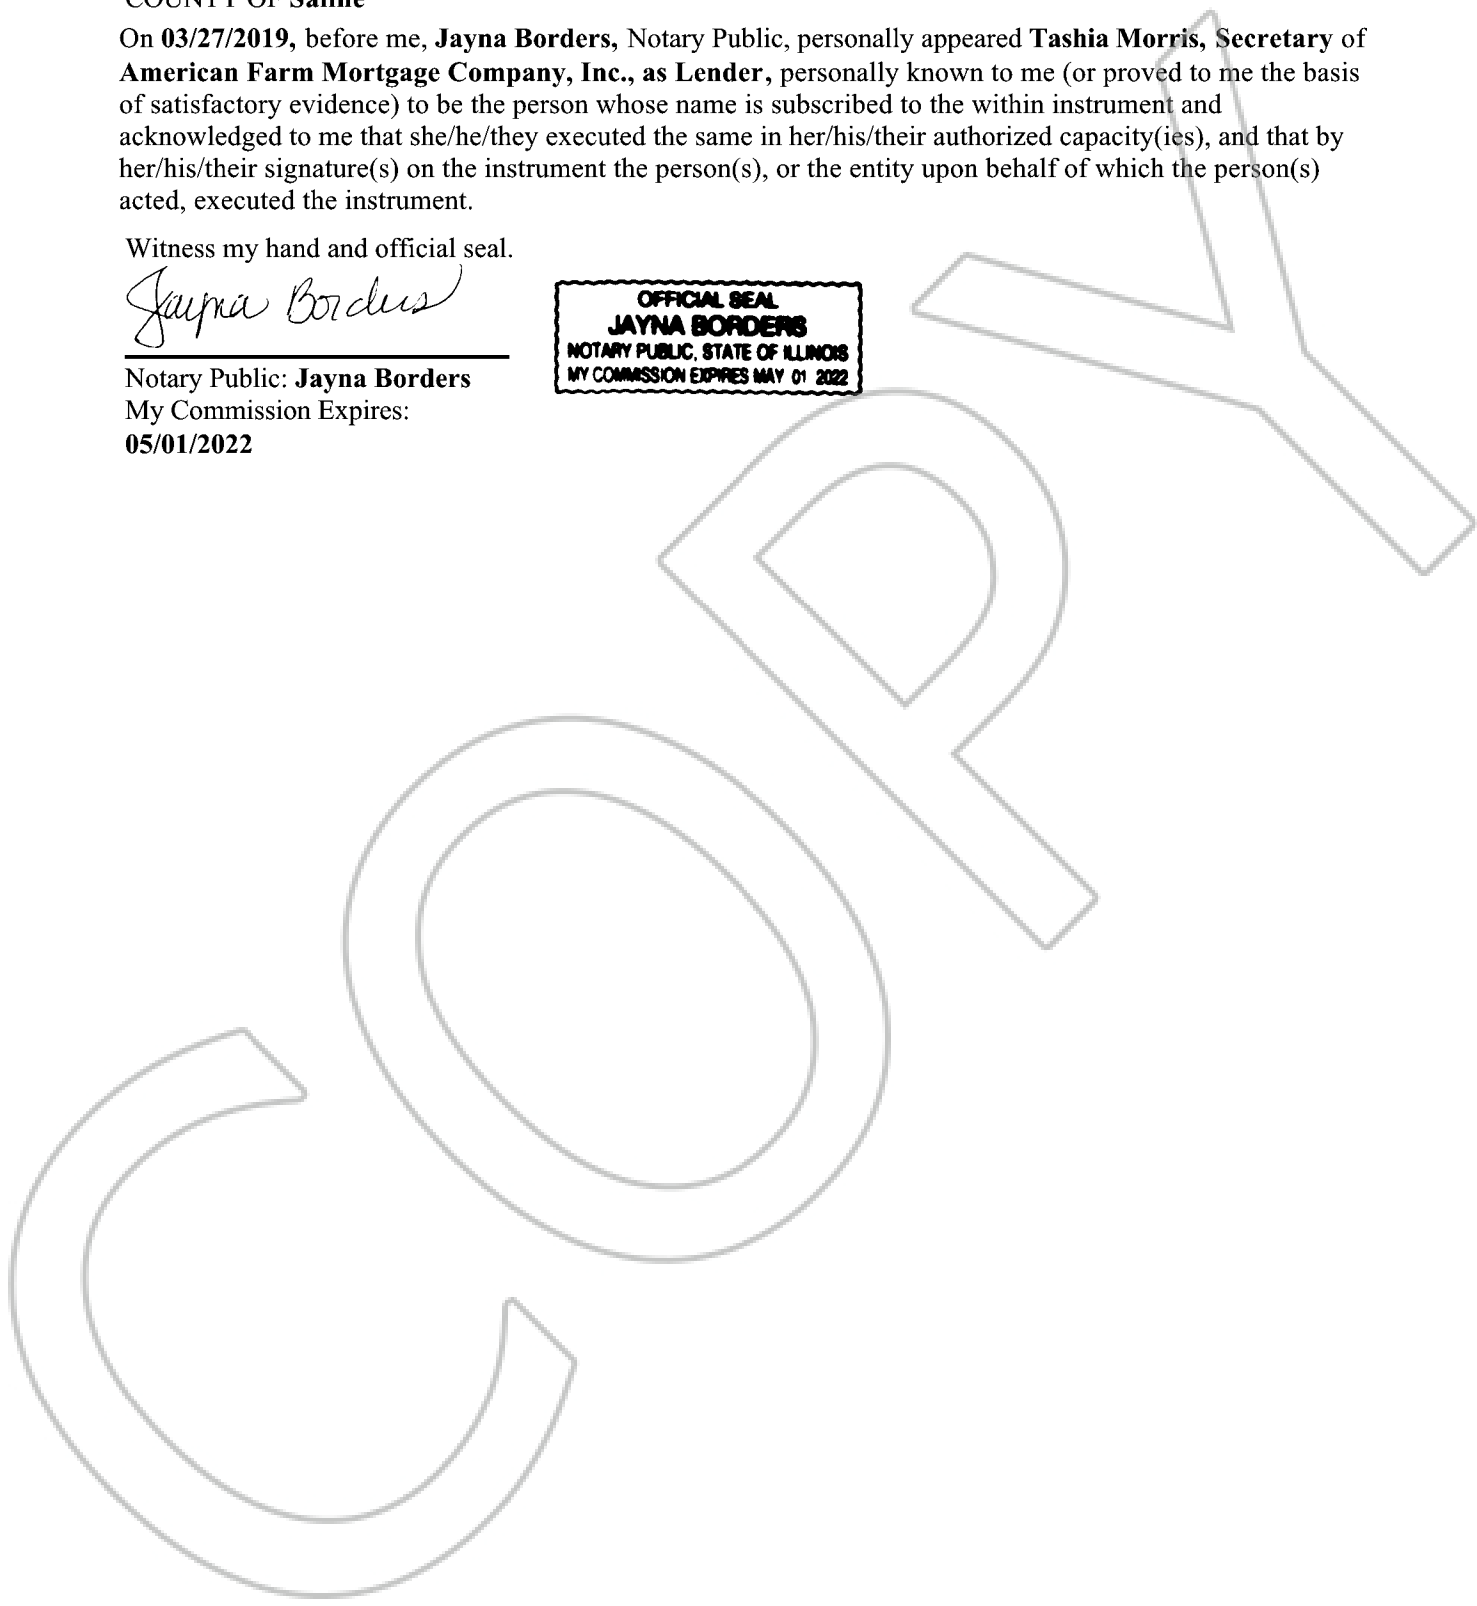 COUNTY OF Saline
On 03/27/2019, before me, Jayna Borders, Notary Public, personally appeared Tashia Morris, Secretary of
American Farm Mortgage Company, Inc., as Lender, personally known to me (or proved to me the basis
of satisfactory evidence) to be the person whose name is subscribed to the within instrument and
acknowledged to me that she/he/they executed the same in her/his/their authorized capacity(ies), and that by
her/his/their signature(s) on the instrument the person(s), or the entity upon behalf of which the person(s)
acted, executed the instrument.
Witness my hand and official seal.
Jayna Borders
OFFICIAL SEAL
JAYNA BORDERS
NOTARY PUBLIC, STATE OF ILLINOIS
MY COMMISSION EXPIRES MAY 01 2022
Notary Public: Jayna Borders
My Commission Expires:
05/01/2022
COPY